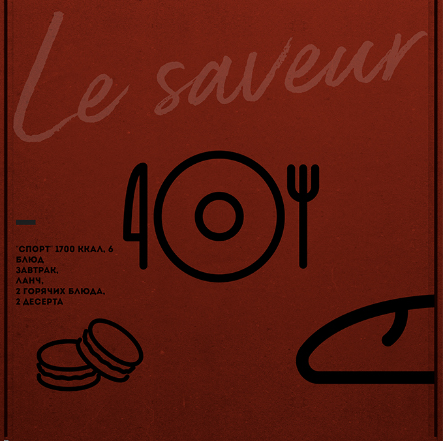 Le saveur
"СПОРТ" 1700 ККАЛ, 6
БЛЮД
ЗАВТРАК,
ЛАНЧ,
2 ГОРЯЧИХ БЛЮДА,
2 ДЕСЕРТА